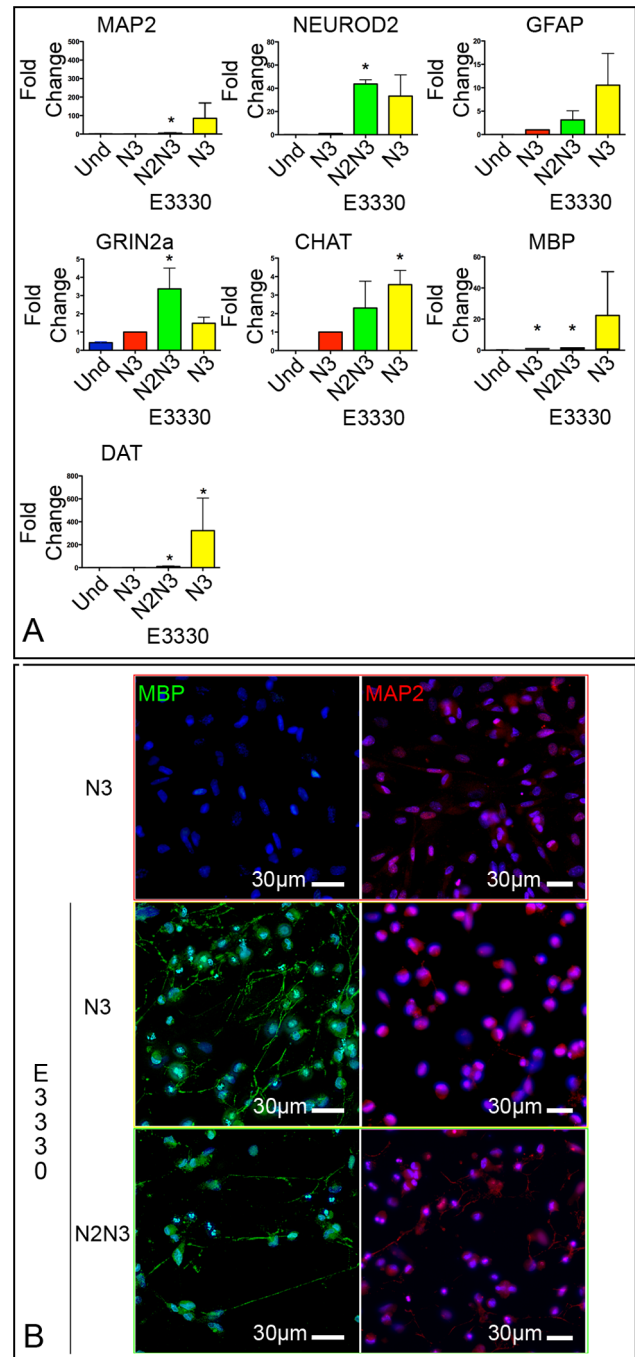 MAP2
Fold Change
500
400
300
200
100
0
Und N3 N2N3 N3
E3330
NEUROD2
Fold Change
60
40
20
0
Und N3 N2N3 N3
*
E3330
GFAP
Fold Change
20
15
10
5
0
Und N3 N2N3 N3
E3330
*
GRIN2a
Fold Change
5
4
3
2
1
0
Und N3 N2N3 N3
*
E3330
CHAT
Fold Change
5
4
3
2
1
0
Und N3 N2N3 N3
*
E3330
MBP
Fold Change
60
40
20
0
Und N3 N2N3 N3
* *
E3330
DAT
Fold Change
800
600
400
200
0
Und N3 N2N3 N3
* *
E3330
A
MBP MAP2
N3
30µm 30µm
E3330
N3
30µm 30µm
N2N3
30µm 30µm
B